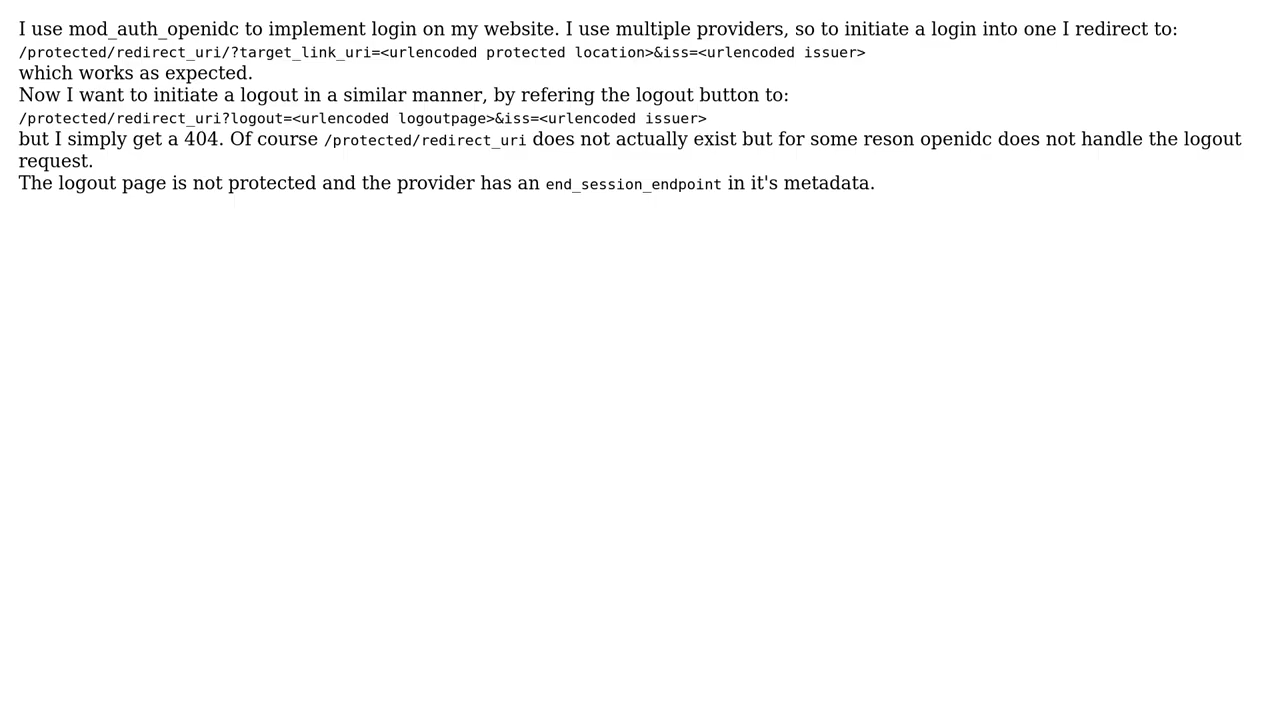 I use mod_auth_openidc to implement login on my website. I use multiple providers, so to initiate a login into one I redirect to:
/protected/redirect_uri/?target_link_uri=<urlencoded protected location>&iss=<urlencoded issuer>
which works as expected.
Now I want to initiate a logout in a similar manner, by refering the logout button to:
/protected/redirect_uri?logout=<urlencoded logoutpage>&iss=<urlencoded issuer>
but I simply get a 404. Of course /protected/redirect_uri does not actually exist but for some reson openidc does not handle the logout
request.
The logout page is not protected and the provider has an end_session_endpoint in it's metadata.